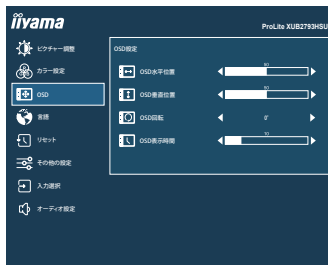 iiyama
ProLite XUB2793HSU
ピクチャー調整
カラー設定
OSD
言語
リセット
その他の設定
入力選択
オーディオ設定
OSD設定
OSD水平位置
50
OSD垂直位置
50
OSD回転
0°
OSD表示時間
10